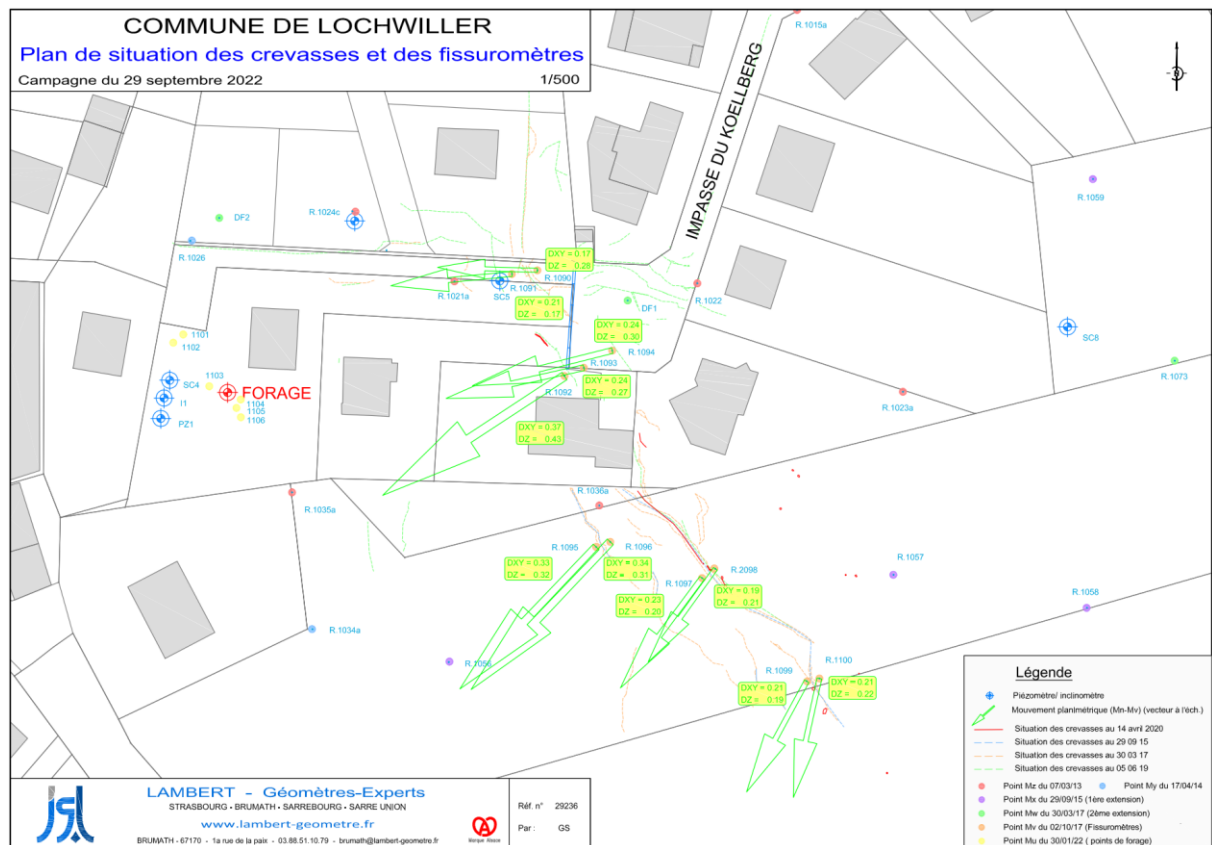 COMMUNE DE LOCHWILLER
Plan de situation des crevasses et des fissuromètres
Campagne du 29 septembre 2022 1/500
R.1015a
IMPASSE DU KOELLBERG
R.1059
R.1024c
DF2
R.1026
DXY = 0.17
DZ = 0.28
R.1090
R.1091
R.1021a
SC5
R.1022
DXY = 0.21
DZ = 0.17
DF1
DXY = 0.24
DZ = 0.30
SC8
1101
1102
R.1094
R.1093
R.1073
1103
SC4
FORAGE
R.1092
DXY = 0.24
DZ = 0.27
R.1023a
I1
1104
1105
1106
PZ1
DXY = 0.37
DZ = 0.43
R.1036a
R.1035a
R.1095
R.1096
R.1057
DXY = 0.33
DZ = 0.32
DXY = 0.34
DZ = 0.31
R.2098
R.1097
DXY = 0.19
DZ = 0.21
DXY = 0.23
DZ = 0.20
R.1058
R.1034a
R.1056
R.1099
R.1100
DXY = 0.21
DZ = 0.19
DXY = 0.21
DZ = 0.22
Légende
Piézomètre/ inclinomètre
Mouvement planimétrique (Mn-Mv) (vecteur à l'éch.)
Situation des crevasses au 14 avril 2020
Situation des crevasses au 29 09 15
Situation des crevasses au 30 03 17
Situation des crevasses au 05 06 19
Point Mz du 07/03/13 Point My du 17/04/14
Point Mx du 29/09/15 (1ère extension)
Point Mw du 30/03/17 (2ème extension)
Point Mv du 02/10/17 (Fissuromètres)
Point Mu du 30/01/22 ( points de forage)
LAMBERT - Géomètres-Experts
STRASBOURG - BRUMATH - SARREBOURG - SARRE UNION
www.lambert-geometre.fr
BRUMATH - 67170 - 1a rue de la paix - 03.88.51.10.79 - brumath@lambert-geometre.fr
Marque Alsace
Réf. n° 29236
Par : GS